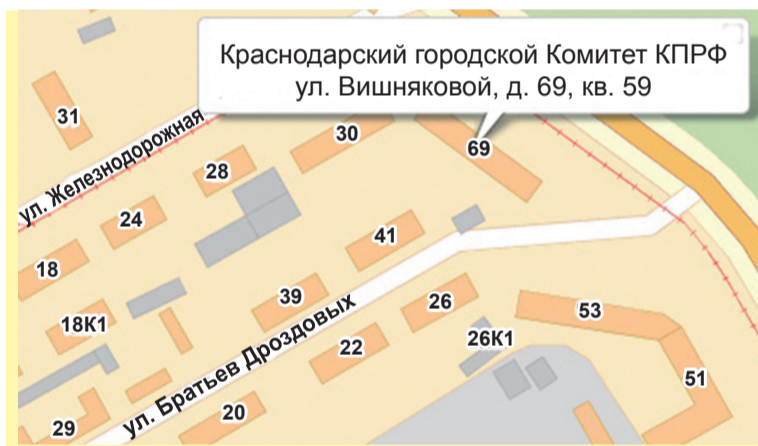 Краснодарский городской Комитет КПРФ
ул. Вишняковой, д. 69, кв. 59
31
ул. Железнодорожная
30
69
28
24
41
18
39
26
18К1
53
26К1
22
ул. Братьев Дроздовых
51
20
29